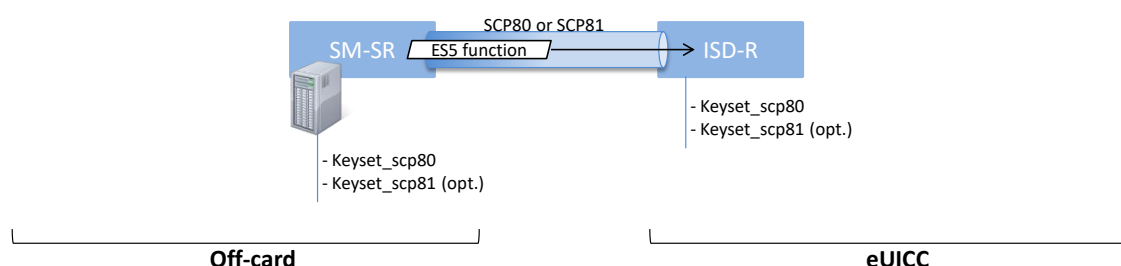 SCP80 or SCP81
SM-SR
ES5 function
ISD-R
- Keyset_scp80
- Keyset_scp81 (opt.)
- Keyset_scp80
- Keyset_scp81 (opt.)
Off-card
eUICC